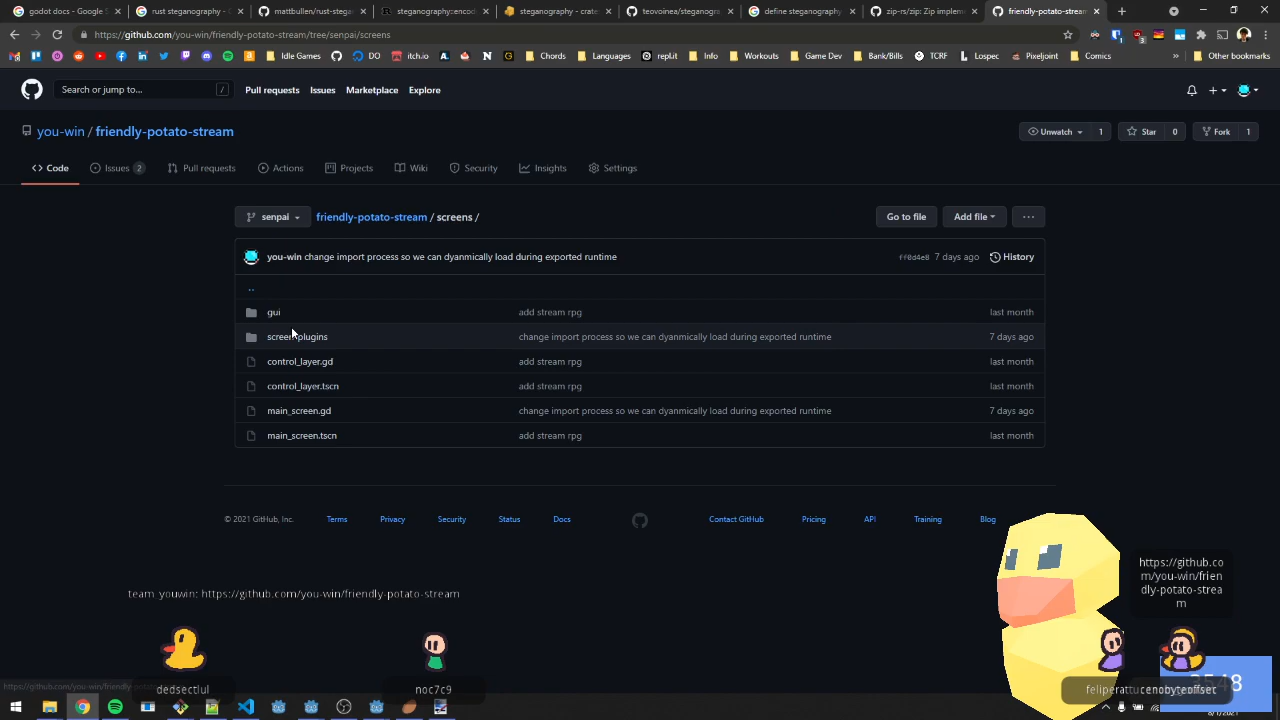 godot docs - Google S
rust steganography - G
mattbullen/rust-stegan
steganography::encod
steganography - crate
teovoinea/steganogra
define steganography
zip-rs/zip: Zip implem
friendly-potato-stream
https://github.com/you-win/friendly-potato-stream/tree/senpai/screens
Idle Games
DO
itch.io
Chords
Languages
repl.it
Info
Workouts
Game Dev
Bank/Bills
TCRF
Lospec
Pixeljoint
Comics
»
Other bookmarks
Search or jump to...
/
Pull requests
Issues
Marketplace
Explore
you-win / friendly-potato-stream
Unwatch 1
Star 0
Fork 1
Code
Issues 2
Pull requests
Actions
Projects
Wiki
Security
Insights
Settings
senpai
friendly-potato-stream / screens /
Go to file
Add file
...
you-win change import process so we can dyanmically load during exported runtime
ff0d4e8 7 days ago
History
..
gui add stream rpg last month
screen_plugins change import process so we can dyanmically load during exported runtime 7 days ago
control_layer.gd add stream rpg last month
control_layer.tscn add stream rpg last month
main_screen.gd change import process so we can dyanmically load during exported runtime 7 days ago
main_screen.tscn add stream rpg last month
© 2021 GitHub, Inc.
Terms
Privacy
Security
Status
Docs
Contact GitHub
Pricing
API
Training
Blog
https://github.co
m/you-win/frien
dly-potato-strea
m
team_youwin: https://github.com/you-win/friendly-potato-stream
dedsectlul
noc7c9
3548